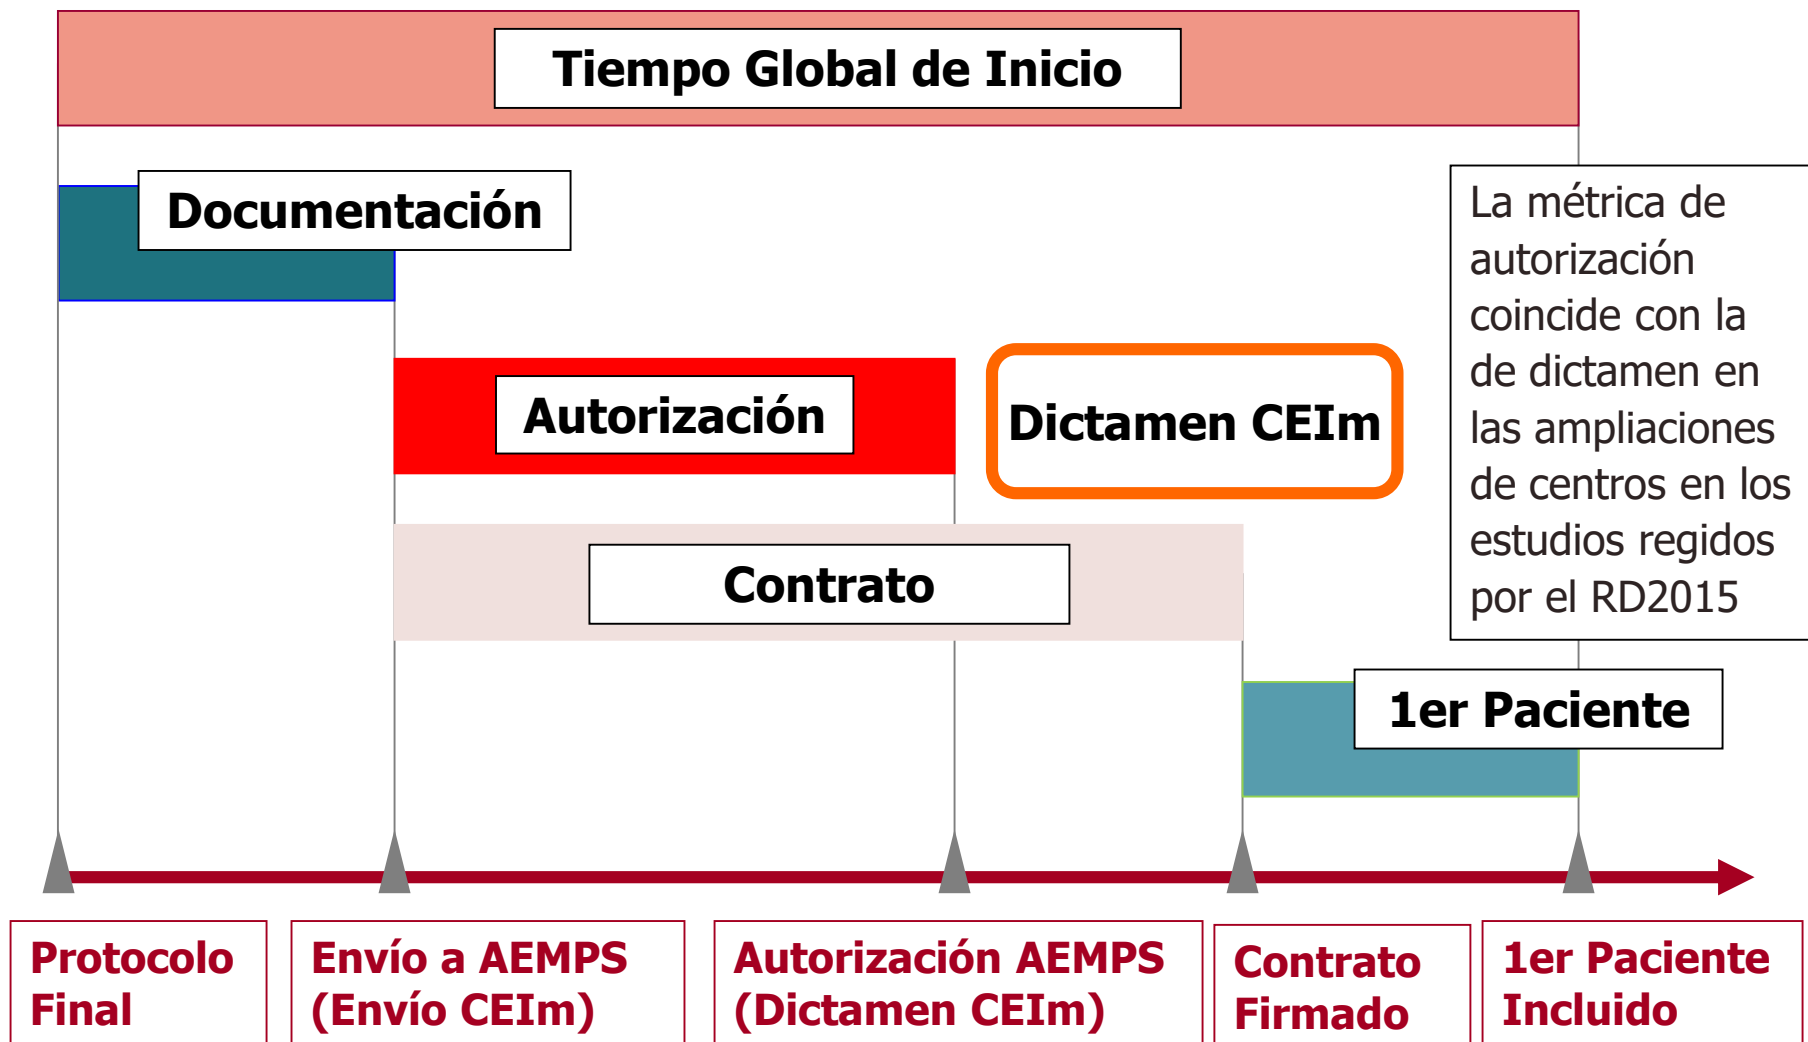 Tiempo Global de Inicio
Documentación
Autorización
Dictamen CEIm
Contrato
1er Paciente
La métrica de
autorización
coincide con la
de dictamen en
las ampliaciones
de centros en los
estudios regidos
por el RD2015
Protocolo
Final
Envío a AEMPS
(Envío CEIm)
Autorización AEMPS
(Dictamen CEIm)
Contrato
Firmado
1er Paciente
Incluido